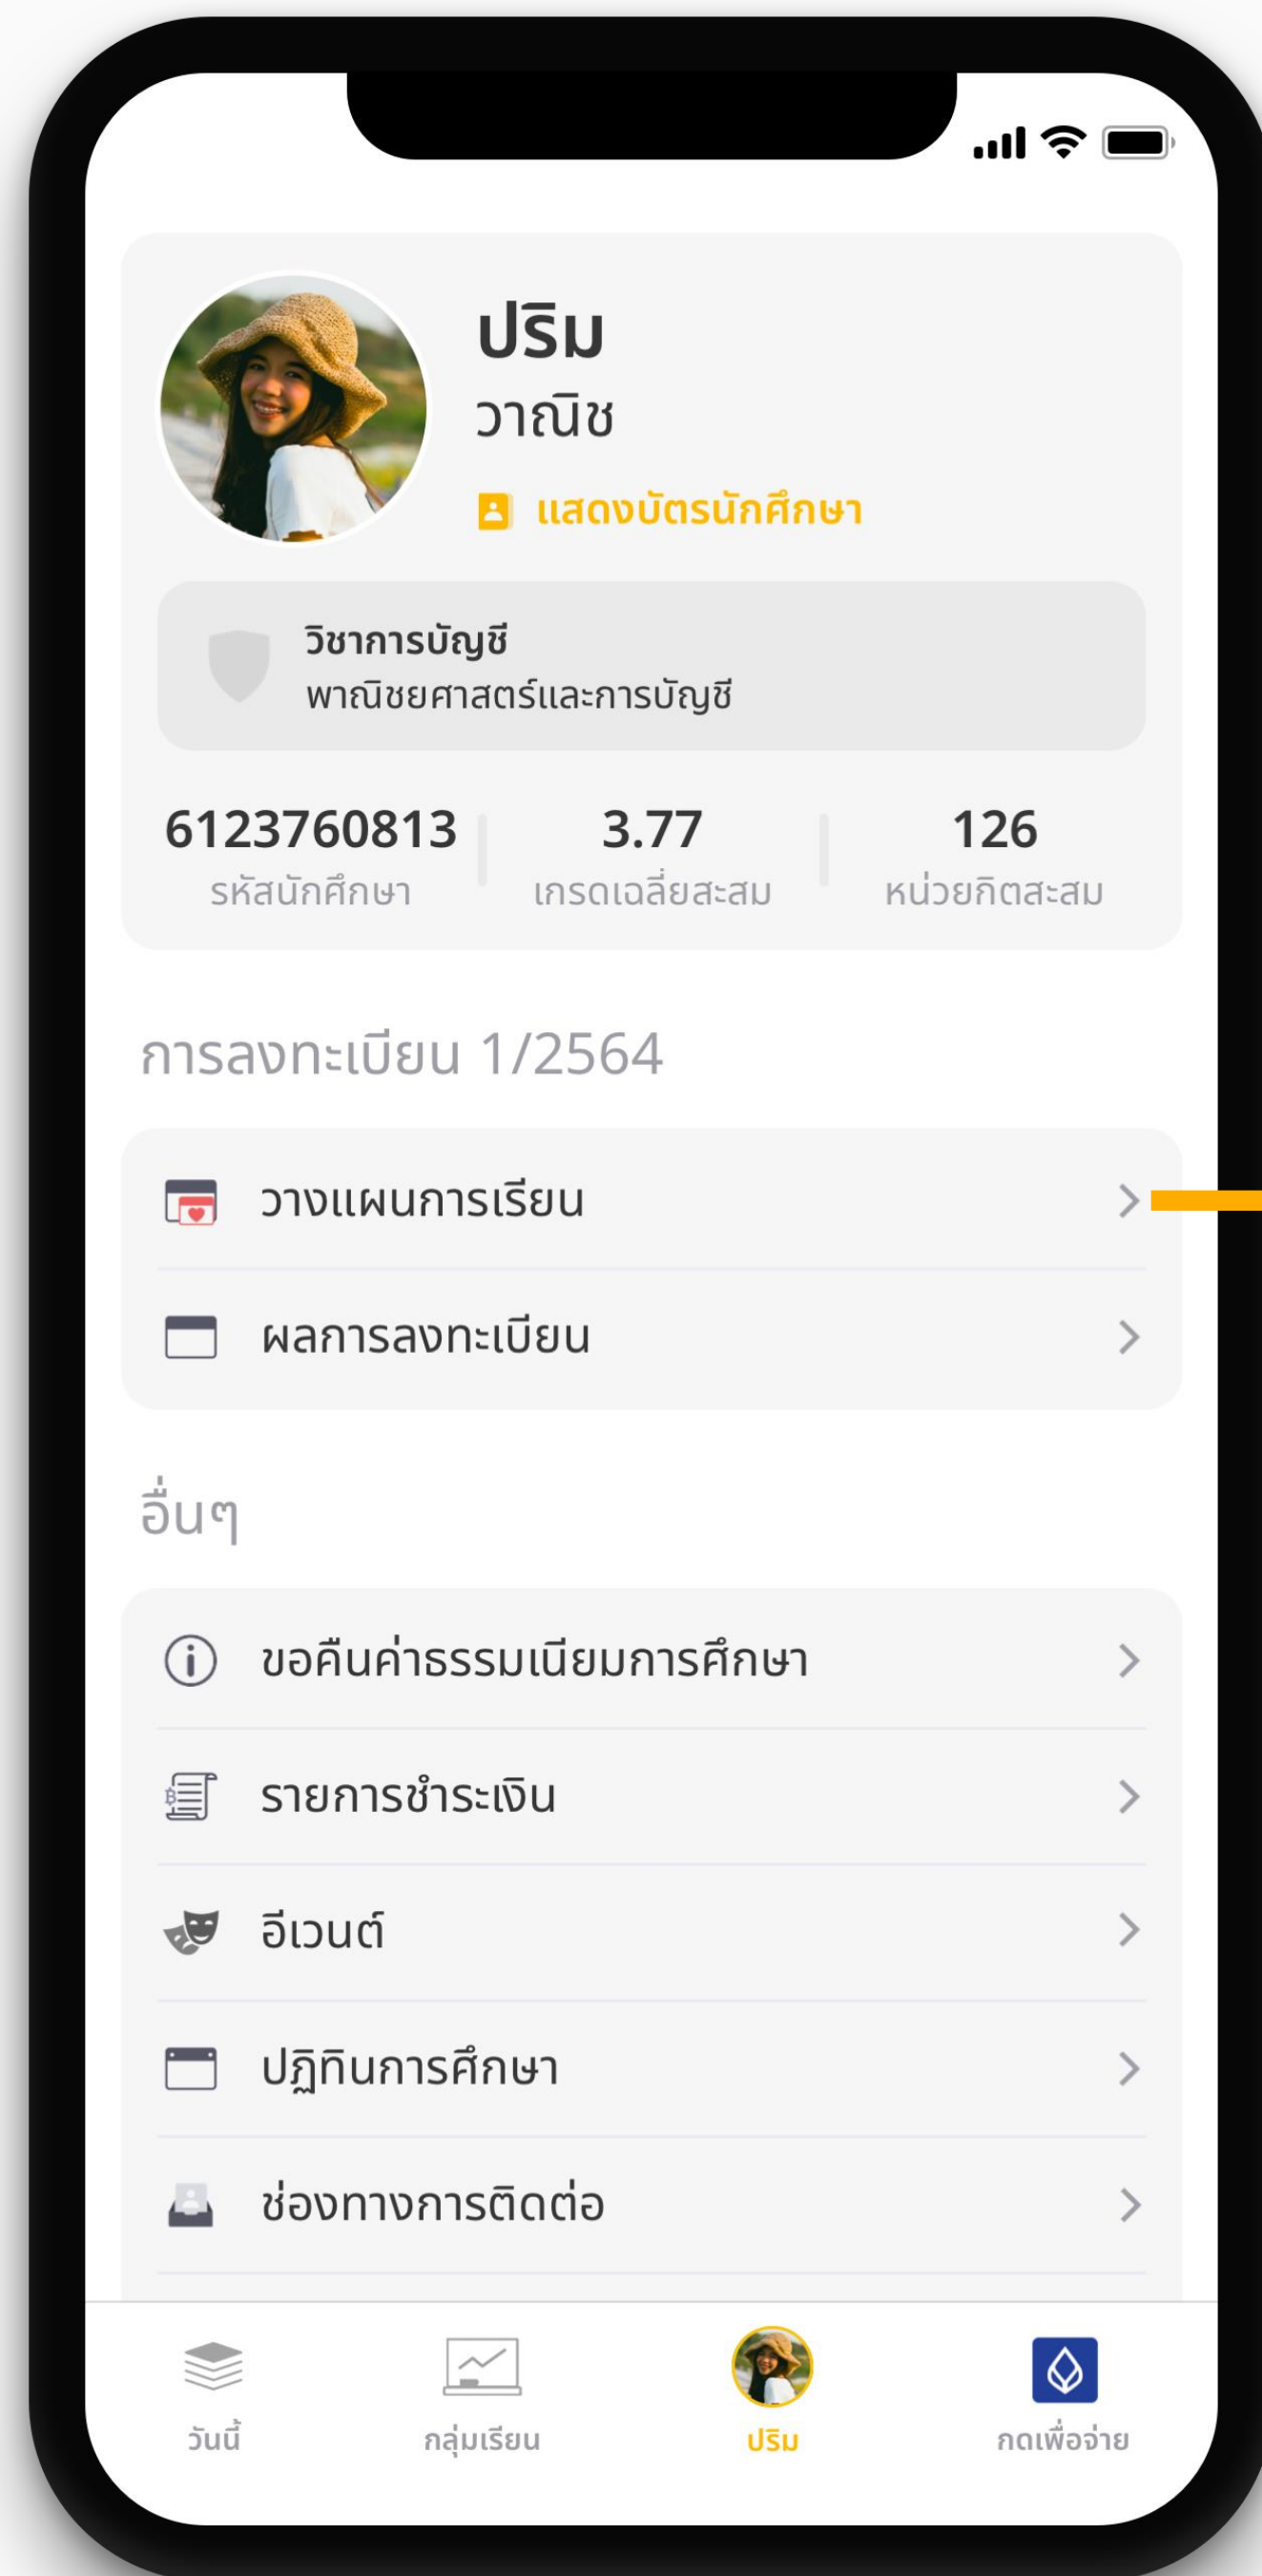 ปริม
วาณิช
แสดงบัตรนักศึกษา
วิชาการบัญชี
พาณิชยศาสตร์และการบัญชี
6123760813 3.77 126
รหัสนักศึกษา เกรดเฉลี่ยสะสม หน่วยกิตสะสม
การลงทะเบียน 1/2564
วางแผนการเรียน
ผลการลงทะเบียน
อื่นๆ
ขอคืนค่าธรรมเนียมการศึกษา
รายการชำระเงิน
อีเวนต์
ปฏิทินการศึกษา
ช่องทางการติดต่อ
วันนี้ กลุ่มเรียน ปริม กดเพื่อจ่าย